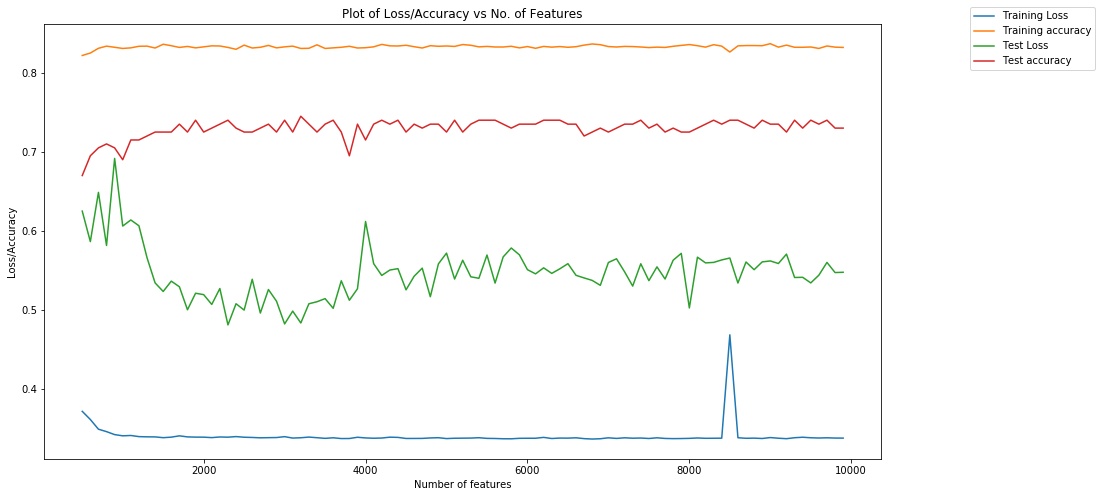 Plot of Loss/Accuracy vs No. of Features
Training Loss
Training accuracy
Test Loss
Test accuracy
Loss/Accuracy
0.8
0.7
0.6
0.5
0.4
2000
4000
6000
8000
10000
Number of features